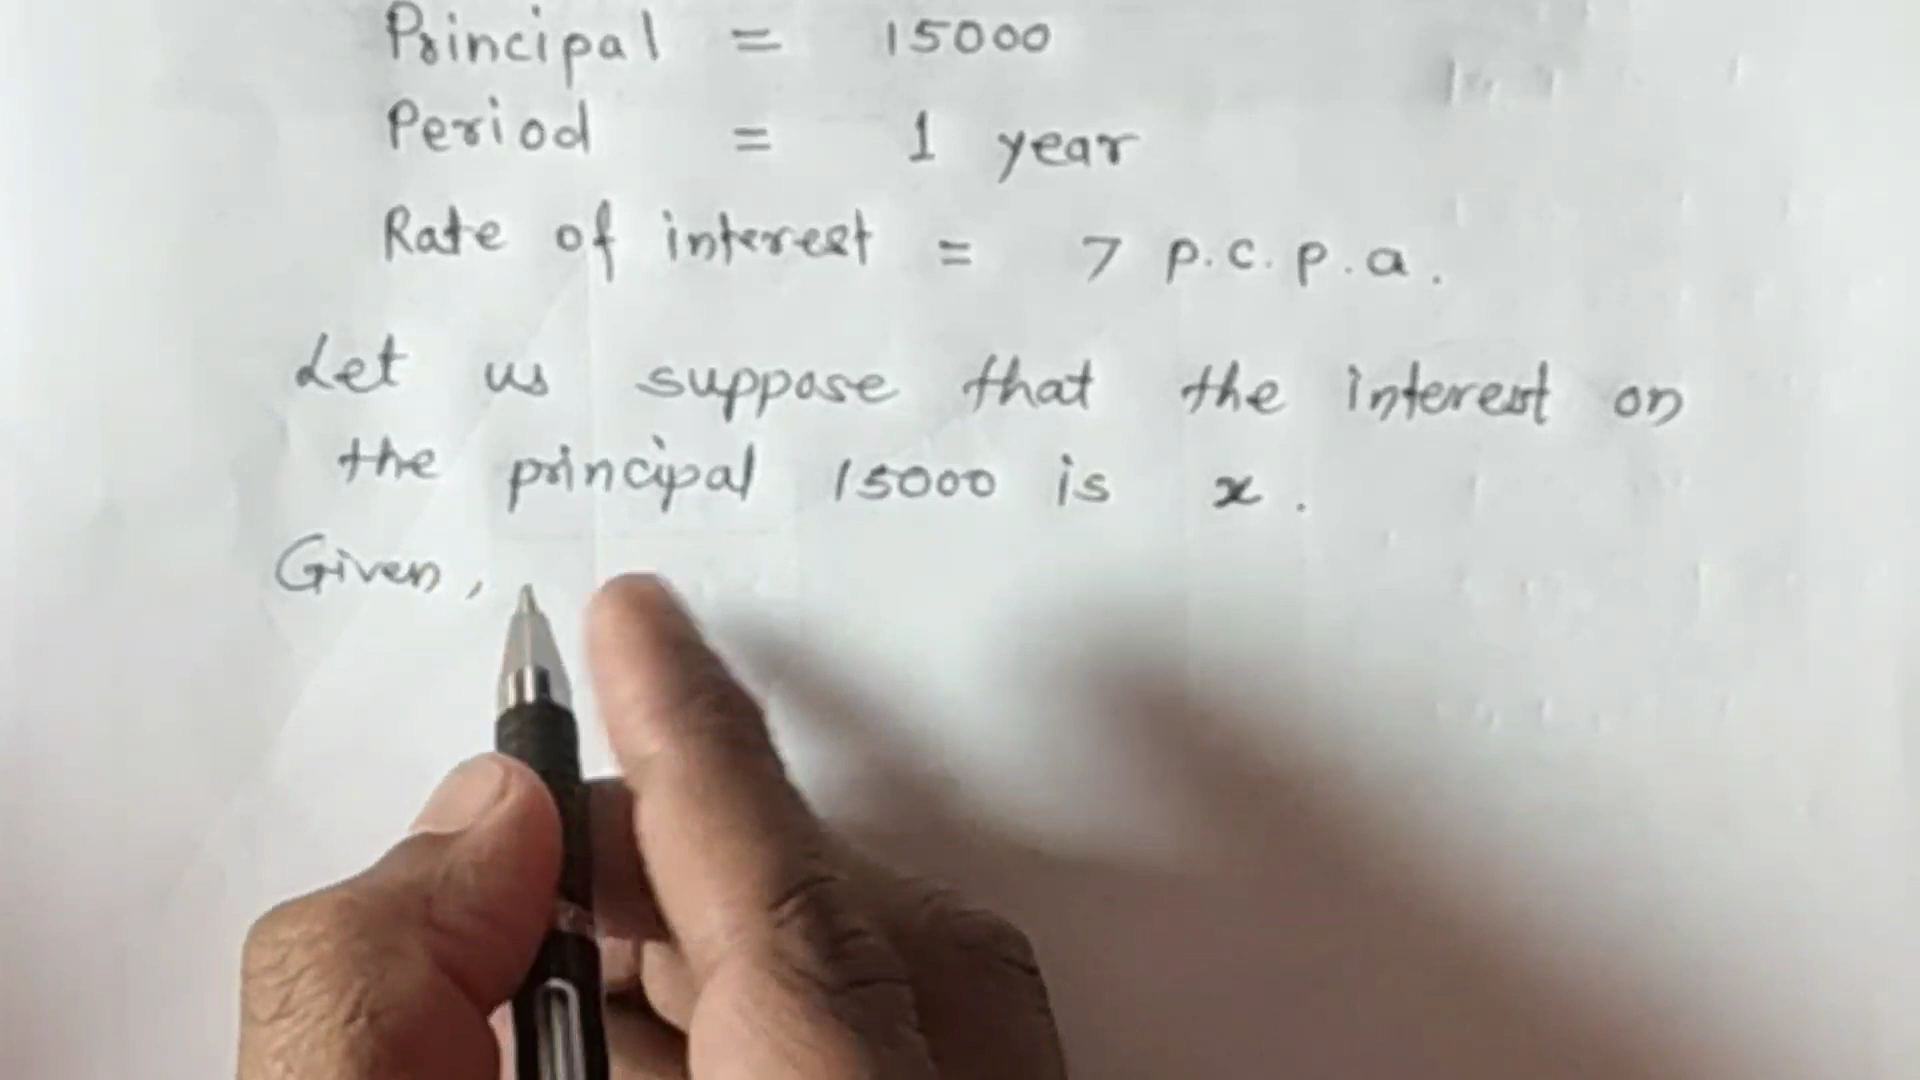 Principal = 15000
Period = 1 year
Rate of interest = 7 p.c.p.a.
Let us suppose that the interest on
the principal 15000 is x.
Given,